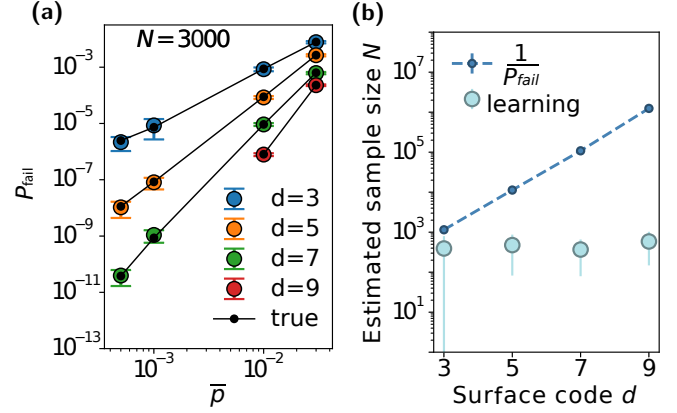 (a)
N=3000
P_fail
10^−3
10^−5
10^−7
10^−9
10^−11
10^−13
d=3
d=5
d=7
d=9
true
10^−3
10^−2
p̅
(b)
1/P_fail
learning
Estimated sample size N
10^7
10^5
10^3
10^1
3
5
7
9
Surface code d